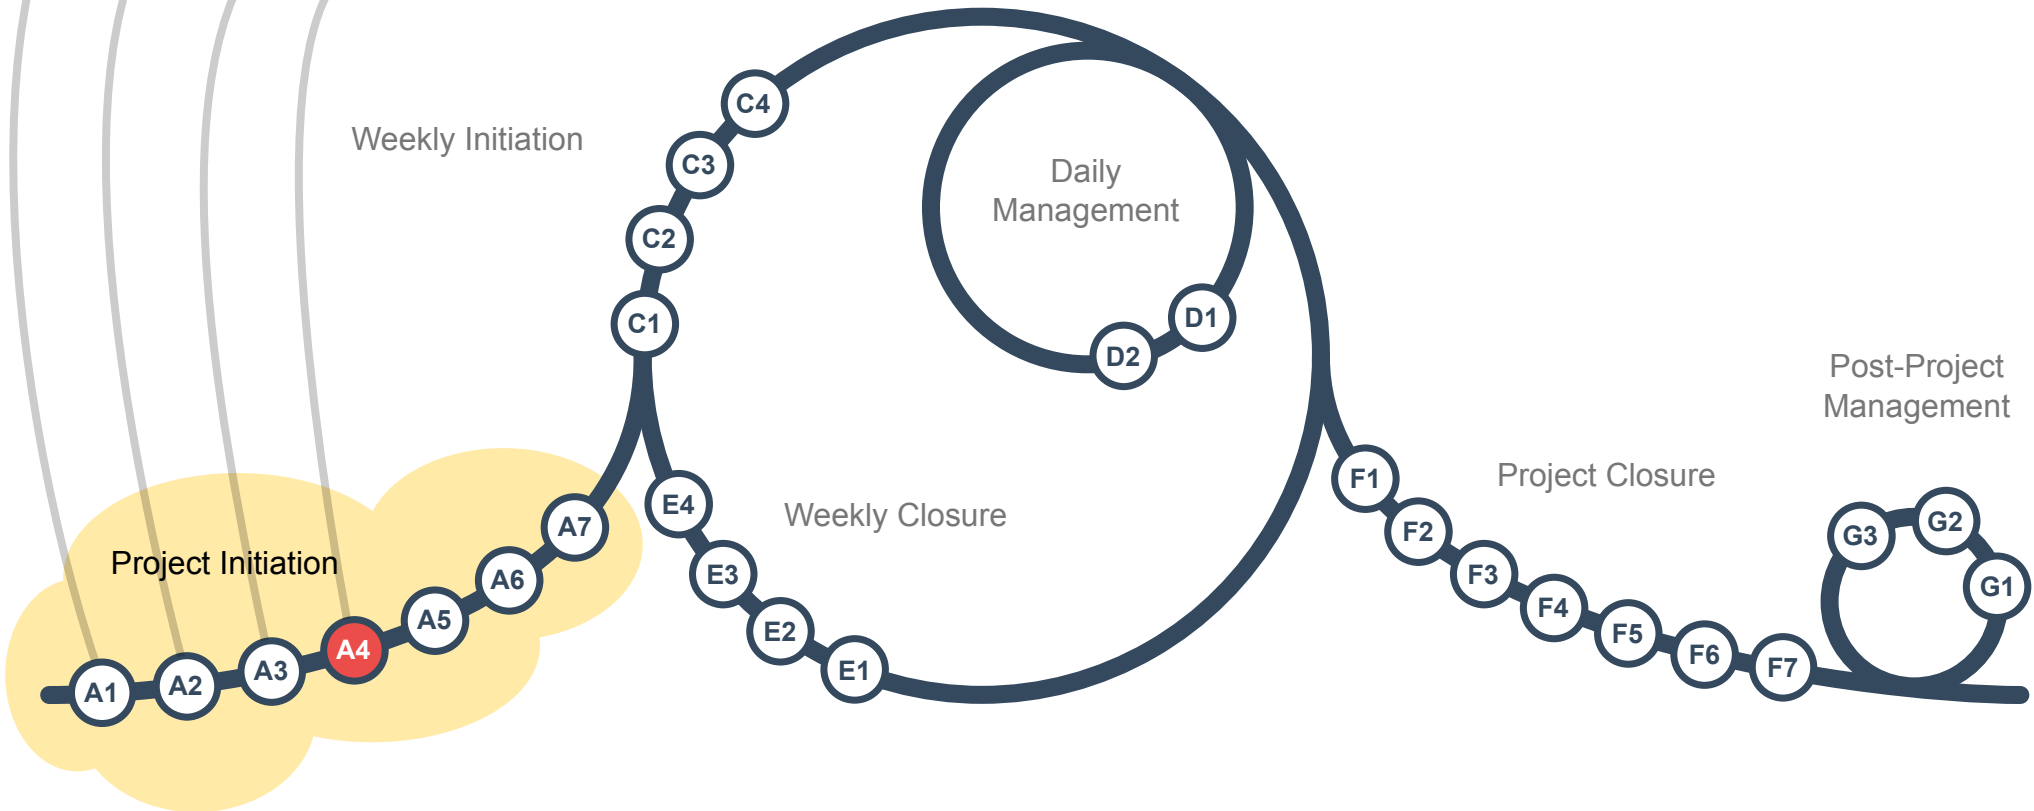 Weekly Initiation
C4
C3
C2
C1
Daily
Management
D1
D2
Post-Project
Management
Project Initiation
A1
A2
A3
A4
A5
A6
A7
Weekly Closure
E4
E3
E2
E1
Project Closure
F1
F2
F3
F4
F5
F6
F7
G3
G2
G1